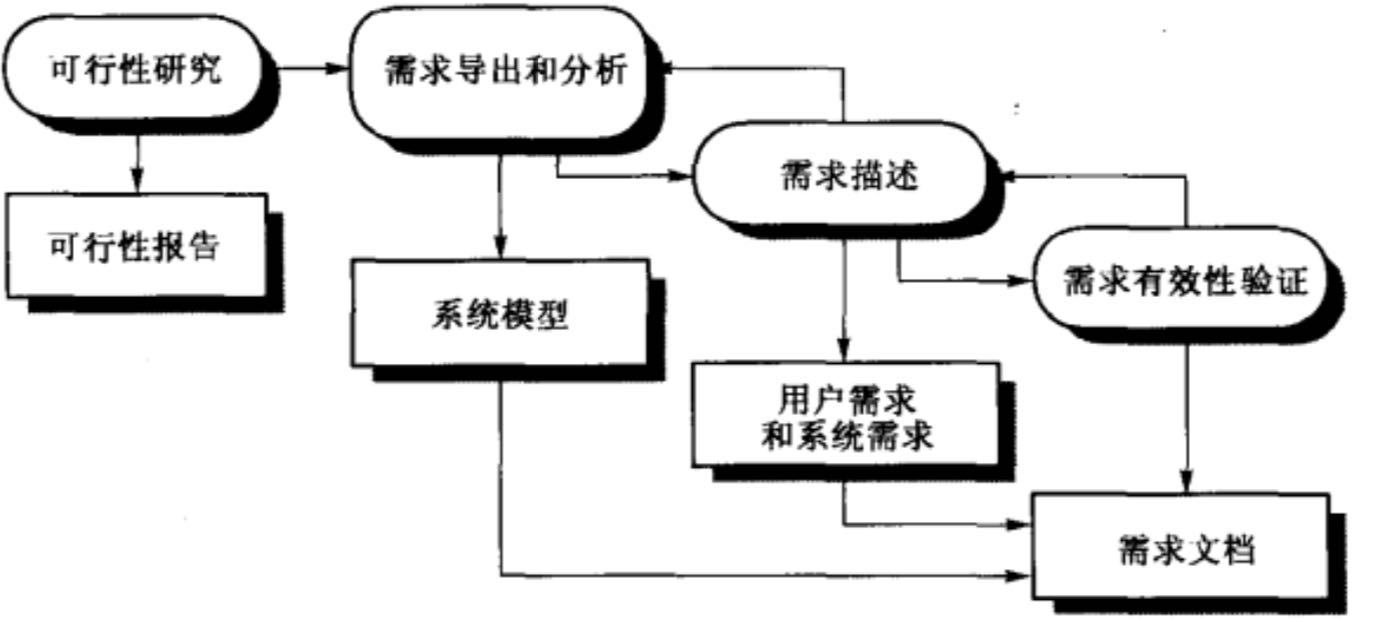 可行性研究
需求导出和分析
需求描述
可行性报告
需求有效性验证
系统模型
用户需求
和系统需求
需求文档